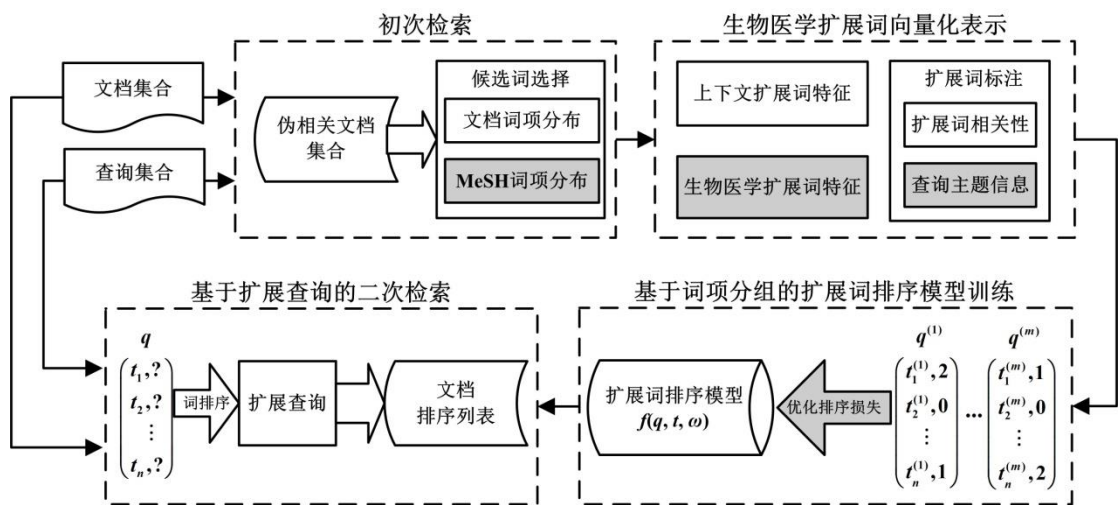 初次检索
生物医学扩展词向量化表示
文档集合
查询集合
伪相关文档
集合
候选词选择
文档词项分布
MeSH词项分布
上下文扩展词特征
生物医学扩展词特征
扩展词标注
扩展词相关性
查询主题信息
基于扩展查询的二次检索
基于词项分组的扩展词排序模型训练
q
t₁,?
t₂,?
⋮
tₙ,?
词排序
扩展查询
文档
排序列表
扩展词排序模型
f(q, t, ω)
优化排序损失
q⁽¹⁾
t₁⁽¹⁾,2
t₂⁽¹⁾,0
⋮
tₙ⁽¹⁾,1
...
q⁽ᵐ⁾
t₁⁽ᵐ⁾,1
t₂⁽ᵐ⁾,0
⋮
tₙ⁽ᵐ⁾,2